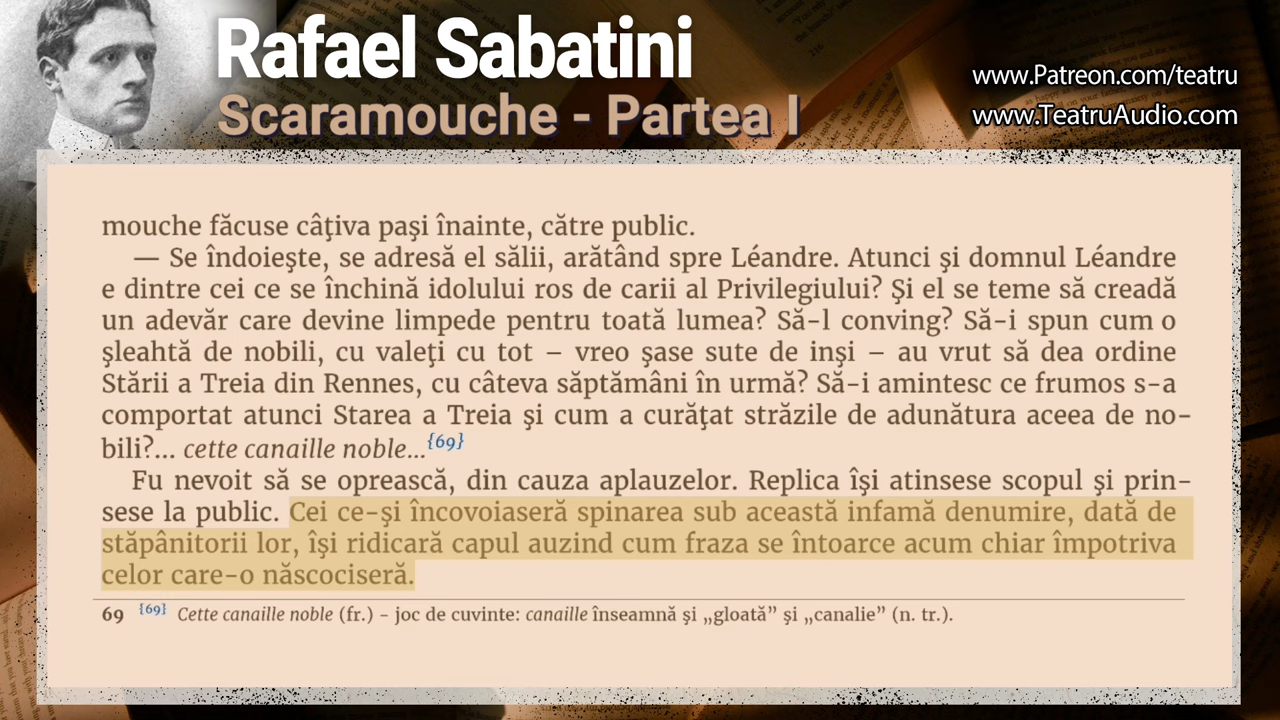 Rafael Sabatini
Scaramouche - Partea I
www.Patreon.com/teatru
www.TeatruAudio.com
mouche făcuse câţiva paşi înainte, către public.
— Se îndoieşte, se adresă el sălii, arătând spre Léandre. Atunci şi domnul Léandre
e dintre cei ce se închină idolului ros de carii al Privilegiului? Şi el se teme să creadă
un adevăr care devine limpede pentru toată lumea? Să-l conving? Să-i spun cum o
şleahtă de nobili, cu valeţi cu tot – vreo şase sute de inşi – au vrut să dea ordine
Stării a Treia din Rennes, cu câteva săptămâni în urmă? Să-i amintesc ce frumos s-a
comportat atunci Starea a Treia şi cum a curăţat străzile de adunătura aceea de no-
bili?... cette canaille noble...{69}
Fu nevoit să se oprească, din cauza aplauzelor. Replica îşi atinsese scopul şi prin-
sese la public. Cei ce-şi încovoiaseră spinarea sub această infamă denumire, dată de
stăpânitorii lor, îşi ridicară capul auzind cum fraza se întoarce acum chiar împotriva
celor care-o născociseră.
69 {69} Cette canaille noble (fr.) - joc de cuvinte: canaille înseamnă şi „gloată” şi „canalie” (n. tr.).